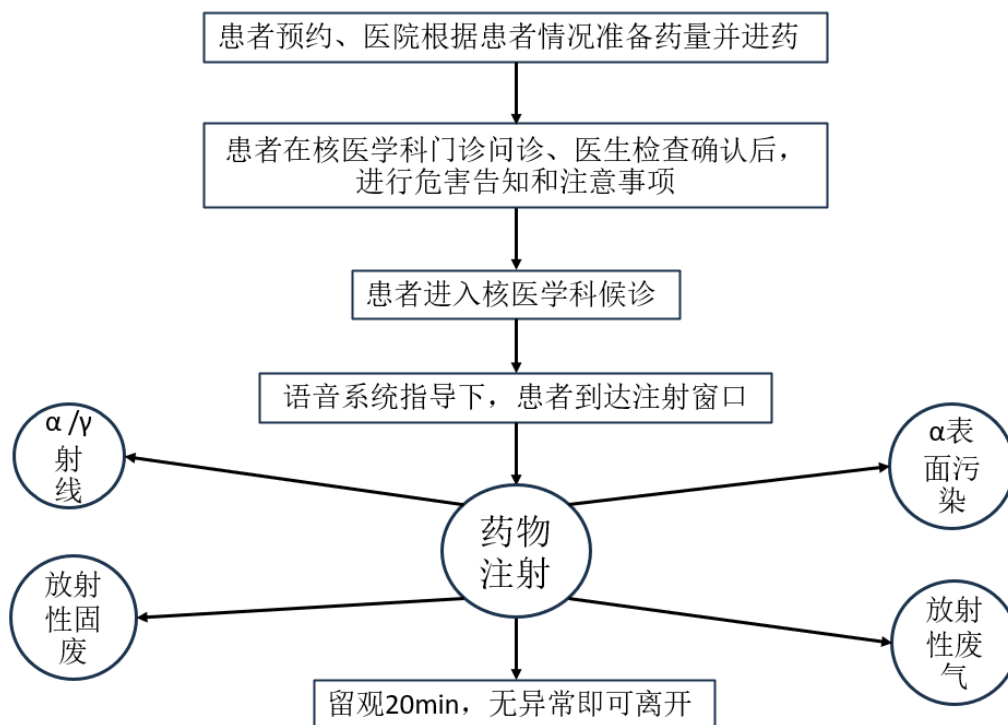 患者预约、医院根据患者情况准备药量并进药
患者在核医学科门诊问诊、医生检查确认后，
进行危害告知和注意事项
患者进入核医学科候诊
语音系统指导下，患者到达注射窗口
α /γ
射
线
α表
面污
染
药物
注射
放射
性固
废
放射
性废
气
留观20min，无异常即可离开